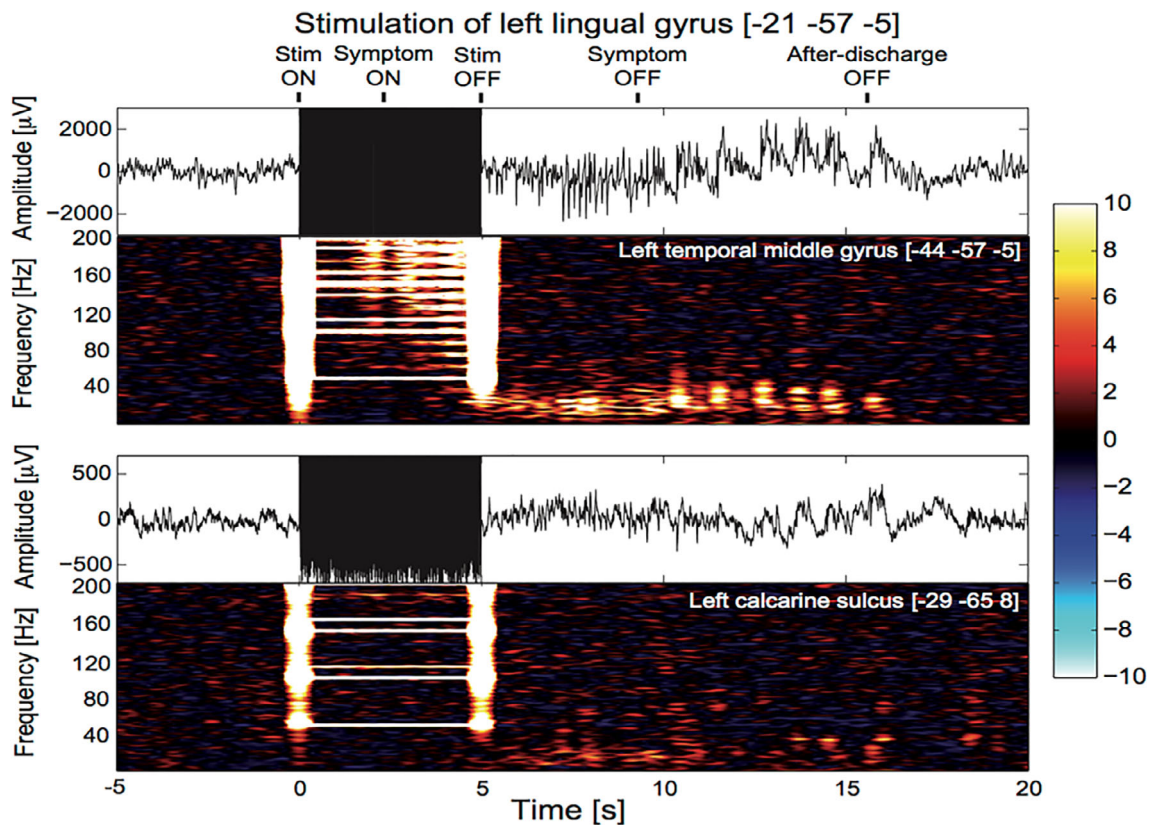 Stimulation of left lingual gyrus [-21 -57 -5]
Stim Symptom Stim Symptom After-discharge
ON ON OFF OFF OFF
Amplitude [µV]
2000
0
−2000
Frequency [Hz]
200
160
120
80
40
Left temporal middle gyrus [-44 -57 -5]
Amplitude [µV]
500
0
−500
Frequency [Hz]
200
160
120
80
40
Left calcarine sulcus [-29 -65 8]
-5 0 5 10 15 20
Time [s]
10
8
6
4
2
0
−2
−4
−6
−8
−10